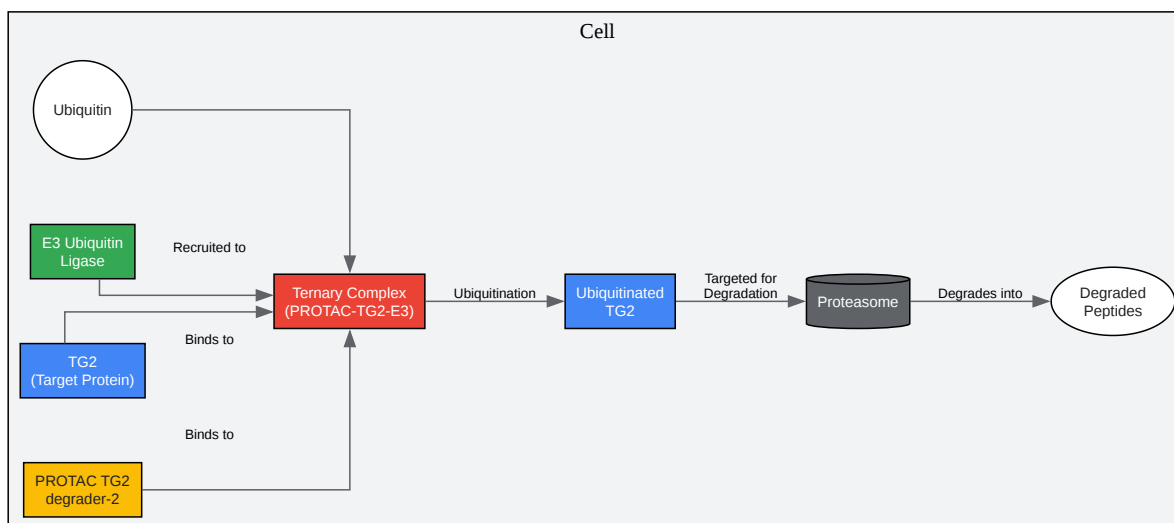 Cell
Ubiquitin
E3 Ubiquitin
Ligase
Recruited to
TG2
(Target Protein)
Binds to
Binds to
PROTAC TG2
degrader-2
Ternary Complex
(PROTAC-TG2-E3)
Ubiquitination
Ubiquitinated
TG2
Targeted for
Degradation
Proteasome
Degrades into
Degraded
Peptides